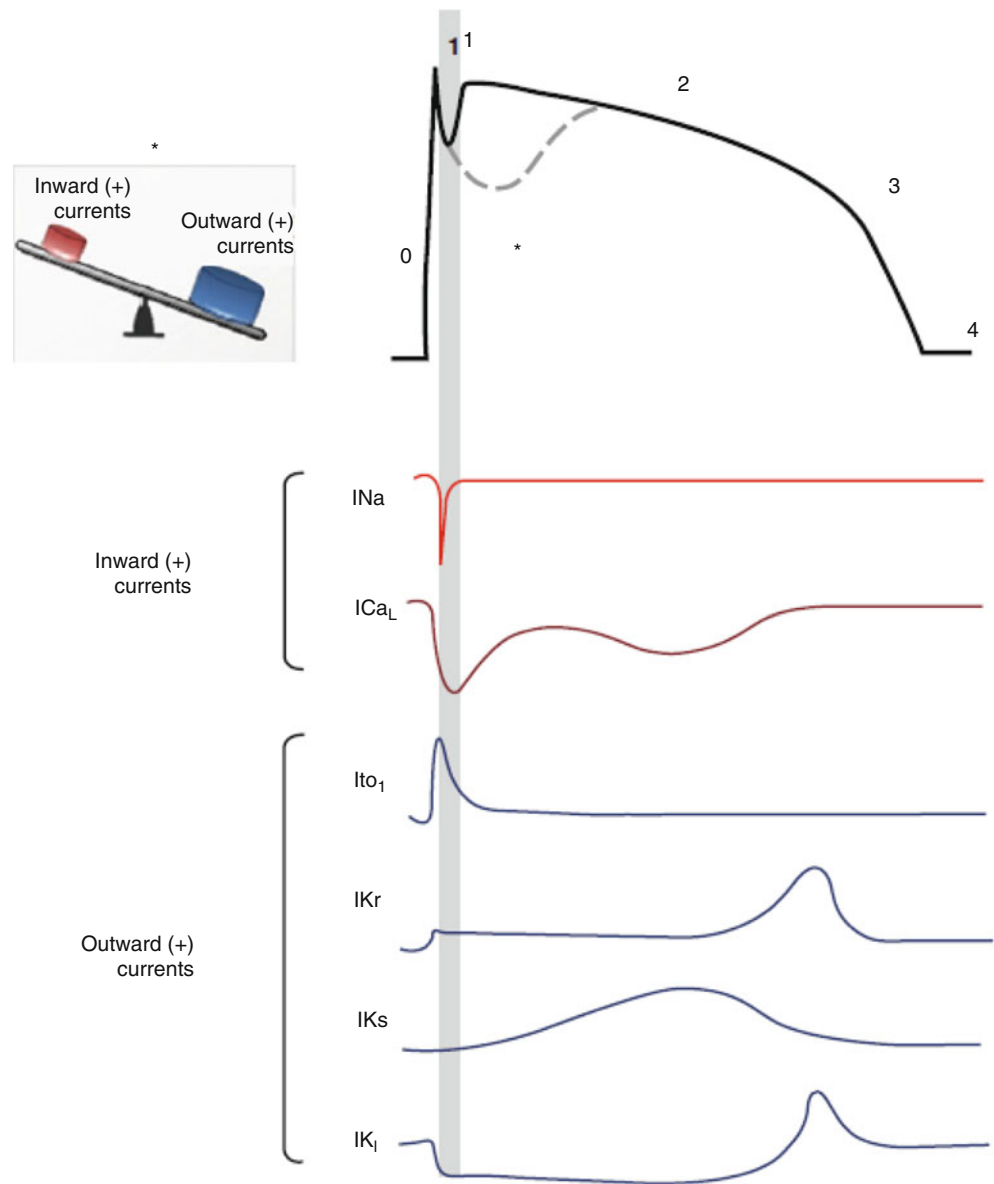 1 1
2
*
3
Inward (+)
currents
Outward (+)
currents
0
*
4
INa
Inward (+)
currents
ICaL
Ito1
IKr
Outward (+)
currents
IKs
IKI